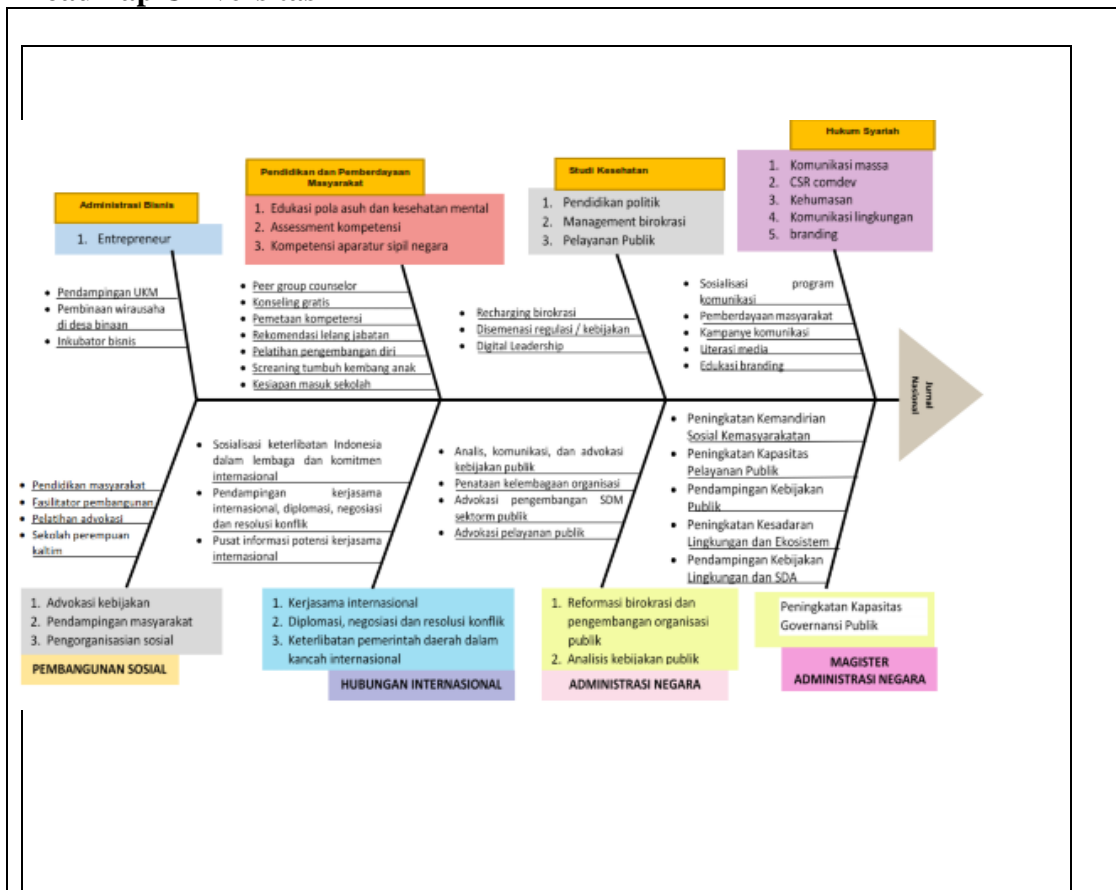 Administrasi Bisnis
1. Entrepreneur
Pendidikan dan Pemberdayaan
Masyarakat
1. Edukasi pola asuh dan kesehatan mental
2. Assessment kompetensi
3. Kompetensi aparatur sipil negara
Studi Kesehatan
1. Pendidikan politik
2. Management birokrasi
3. Pelayanan Publik
Hukum Syariah
1. Komunikasi massa
2. CSR comdev
3. Kehumasan
4. Komunikasi lingkungan
5. branding
• Pendampingan UKM
• Pembinaan wirausaha
di desa binaan
• Inkubator bisnis
• Peer group counselor
• Konseling gratis
• Pemetaan kompetensi
• Rekomendasi lelang jabatan
• Pelatihan pengembangan diri
• Screaning tumbuh kembang anak
• Kesiapan masuk sekolah
• Recharging birokrasi
• Disemenasi regulasi / kebijakan
• Digital Leadership
• Sosialisasi program
komunikasi
• Pemberdayaan masyarakat
• Kampanye komunikasi
• Literasi media
• Edukasi branding
Jurnal
Nasional
• Pendidikan masyarakat
• Fasilitator pembangunan
• Pelatihan advokasi
• Sekolah perempuan
kaltim
• Sosialisasi keterlibatan Indonesia
dalam lembaga dan komitmen
internasional
• Pendampingan kerjasama
internasional, diplomasi, negosiasi
dan resolusi konflik
• Pusat informasi potensi kerjasama
internasional
• Analis, komunikasi, dan advokasi
kebijakan publik
• Penataan kelembagaan organisasi
• Advokasi pengembangan SDM
sektorm publik
• Advokasi pelayanan publik
• Peningkatan Kemandirian
Sosial Kemasyarakatan
• Peningkatan Kapasitas
Pelayanan Publik
• Pendampingan Kebijakan
Publik
• Peningkatan Kesadaran
Lingkungan dan Ekosistem
• Pendampingan Kebijakan
Lingkungan dan SDA
1. Advokasi kebijakan
2. Pendampingan masyarakat
3. Pengorganisasian sosial
PEMBANGUNAN SOSIAL
1. Kerjasama internasional
2. Diplomasi, negosiasi dan resolusi konflik
3. Keterlibatan pemerintah daerah dalam
kancah internasional
HUBUNGAN INTERNASIONAL
1. Reformasi birokrasi dan
pengembangan organisasi
publik
2. Analisis kebijakan publik
ADMINISTRASI NEGARA
Peningkatan Kapasitas
Governansi Publik
MAGISTER
ADMINISTRASI NEGARA